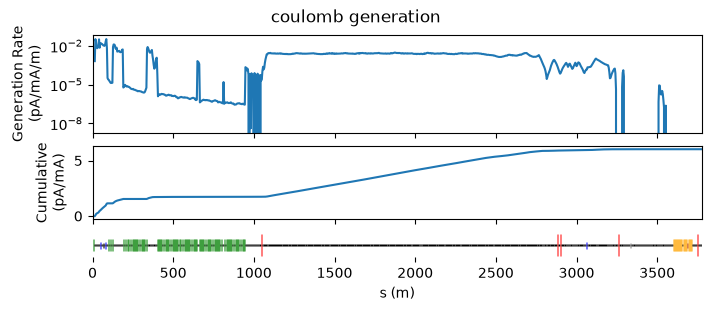 coulomb generation
Generation Rate
(pA/mA/m)
10⁻²
10⁻⁵
10⁻⁸
Cumulative
(pA/mA)
5
0
0 500 1000 1500 2000 2500 3000 3500
s (m)